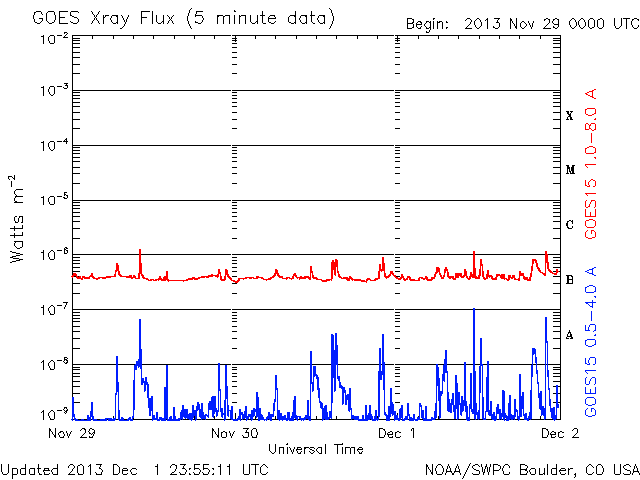 GOES Xray Flux (5 minute data)
Begin: 2013 Nov 29 0000 UTC
10-2
10-3
10-4
10-5
10-6
10-7
10-8
10-9
Watts m-2
X
M
C
B
A
GOES15 1.0-8.0 A
GOES15 0.5-4.0 A
Nov 29
Nov 30
Dec 1
Dec 2
Universal Time
Updated 2013 Dec 1 23:55:11 UTC
NOAA/SWPC Boulder, CO USA